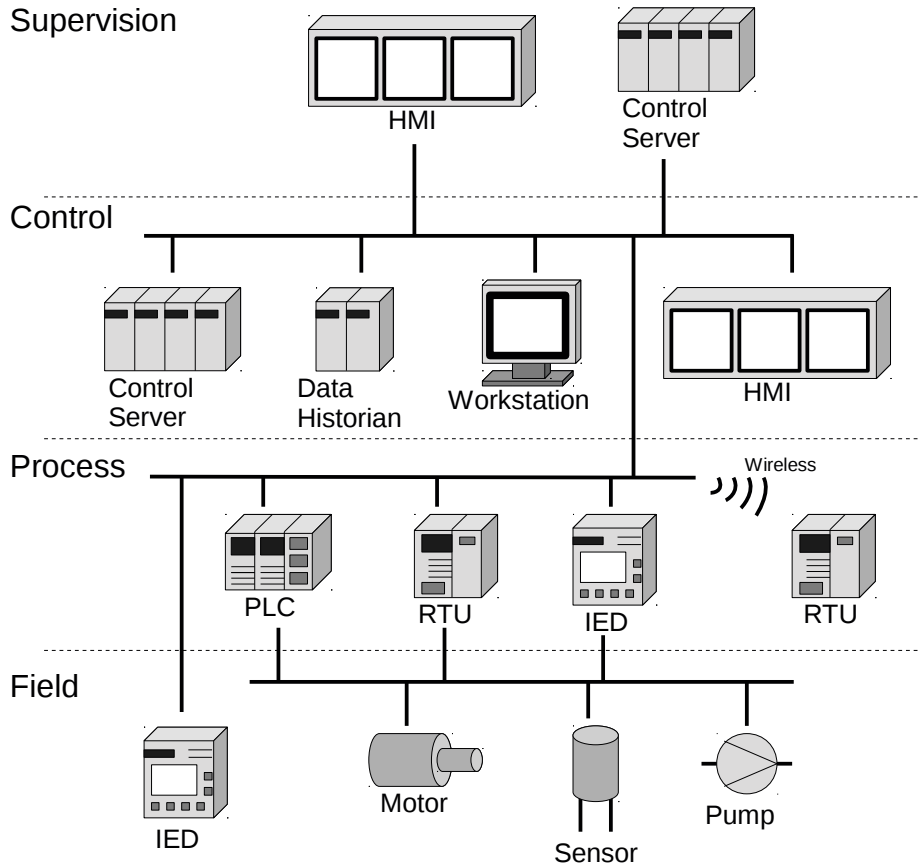 Supervision
HMI
Control
Server
Control
Control
Server
Data
Historian
Workstation
HMI
Process
Wireless
PLC
RTU
IED
RTU
Field
IED
Motor
Sensor
Pump